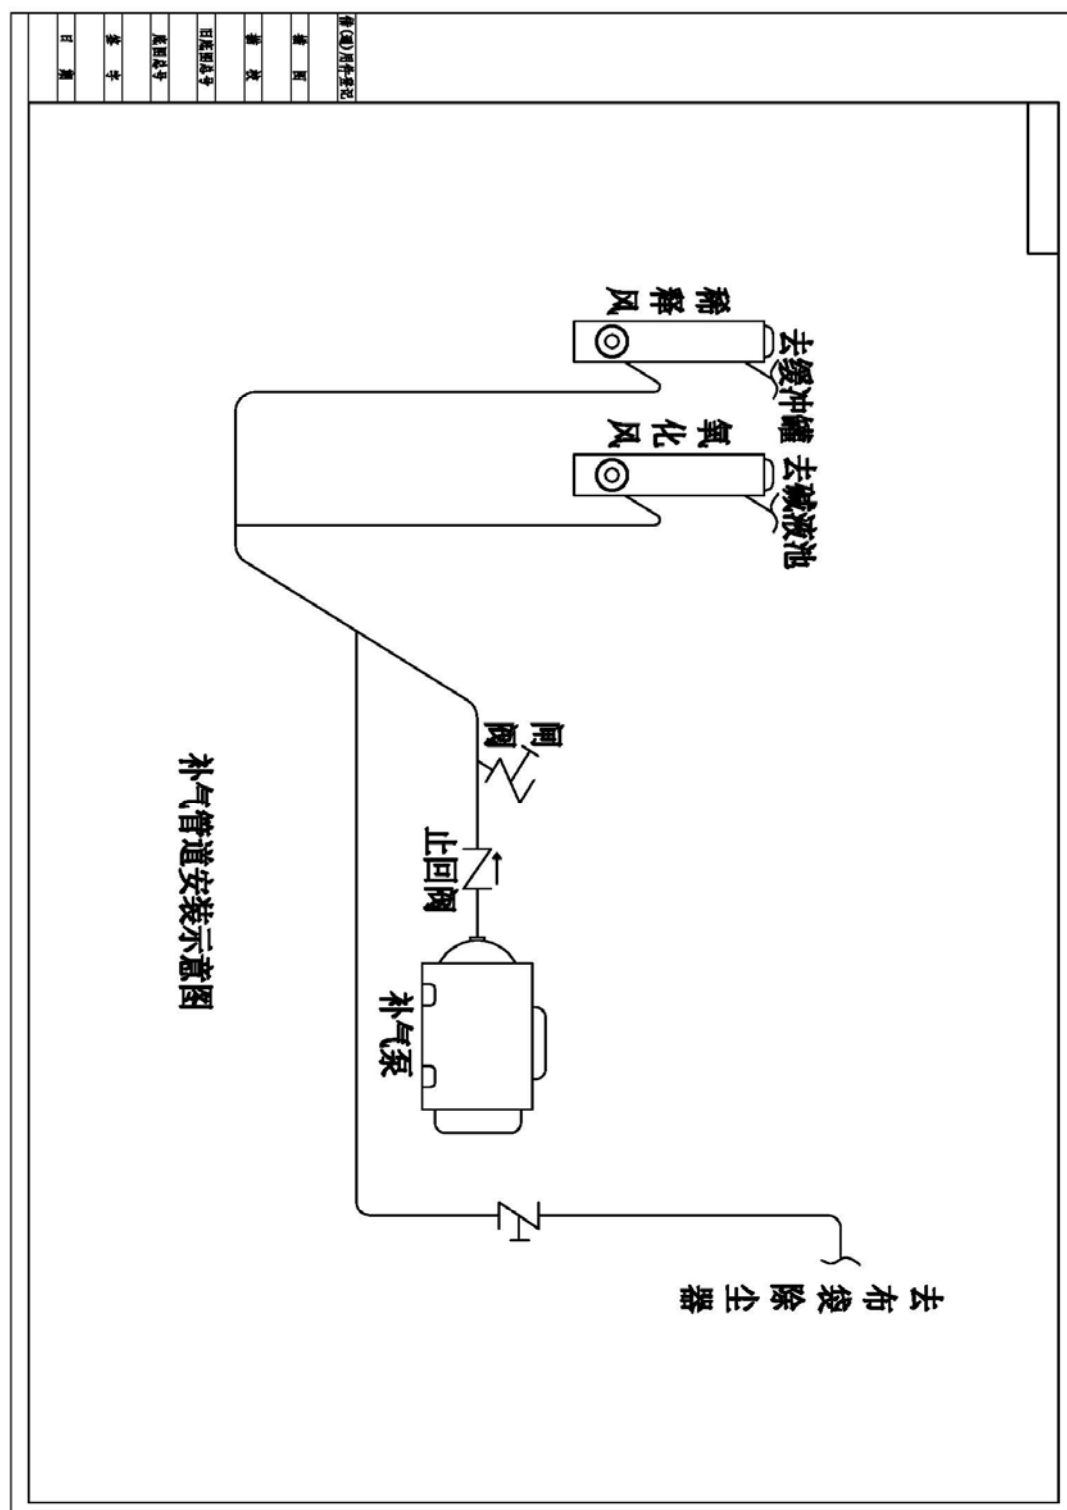 借(通)用件登记
描 图
描 校
旧底图总号
底图总号
签 字
日 期
稀释风
去缓冲罐
氧化风
去碱液池
闸阀
止回阀
补气泵
去布袋除尘器
补气管道安装示意图